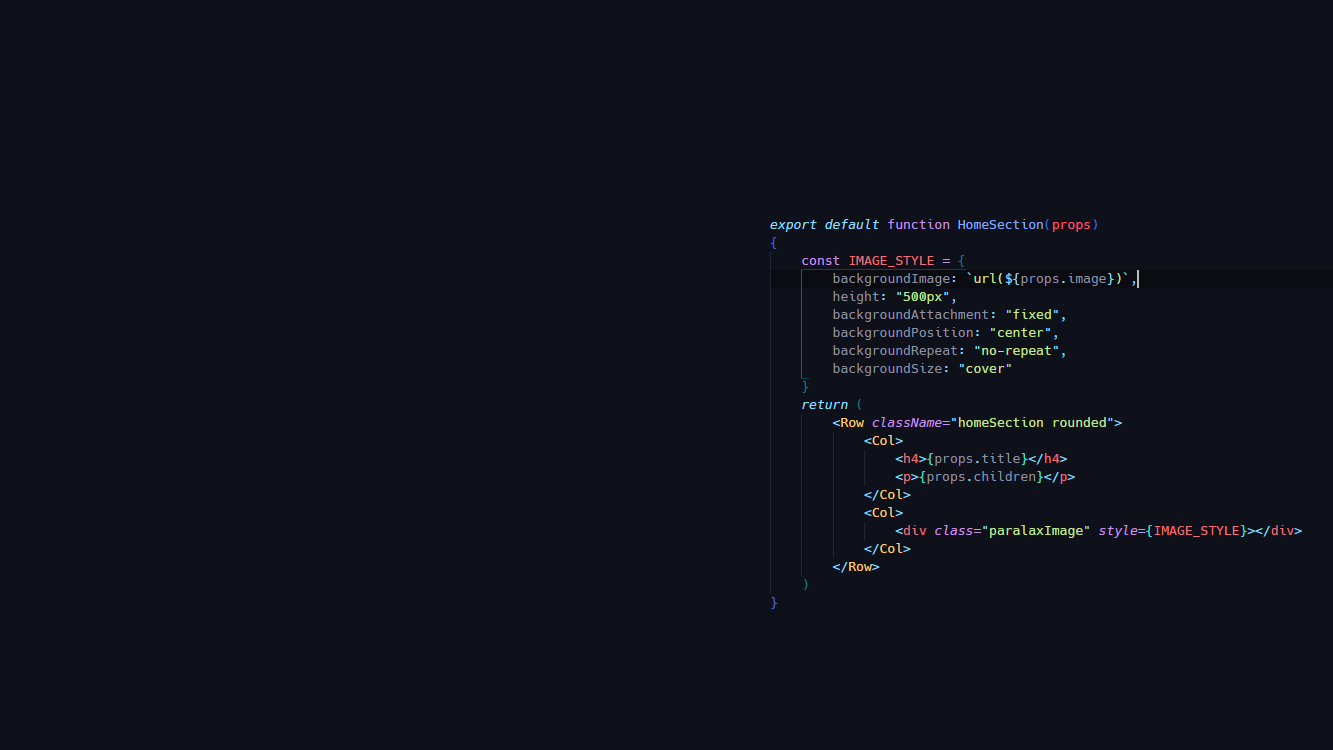 export default function HomeSection(props)
{
    const IMAGE_STYLE = {
        backgroundImage: `url(${props.image})`,
        height: "500px",
        backgroundAttachment: "fixed",
        backgroundPosition: "center",
        backgroundRepeat: "no-repeat",
        backgroundSize: "cover"
    }
    return (
        <Row className="homeSection rounded">
            <Col>
                <h4>{props.title}</h4>
                <p>{props.children}</p>
            </Col>
            <Col>
                <div class="paralaxImage" style={IMAGE_STYLE}></div>
            </Col>
        </Row>
    )
}